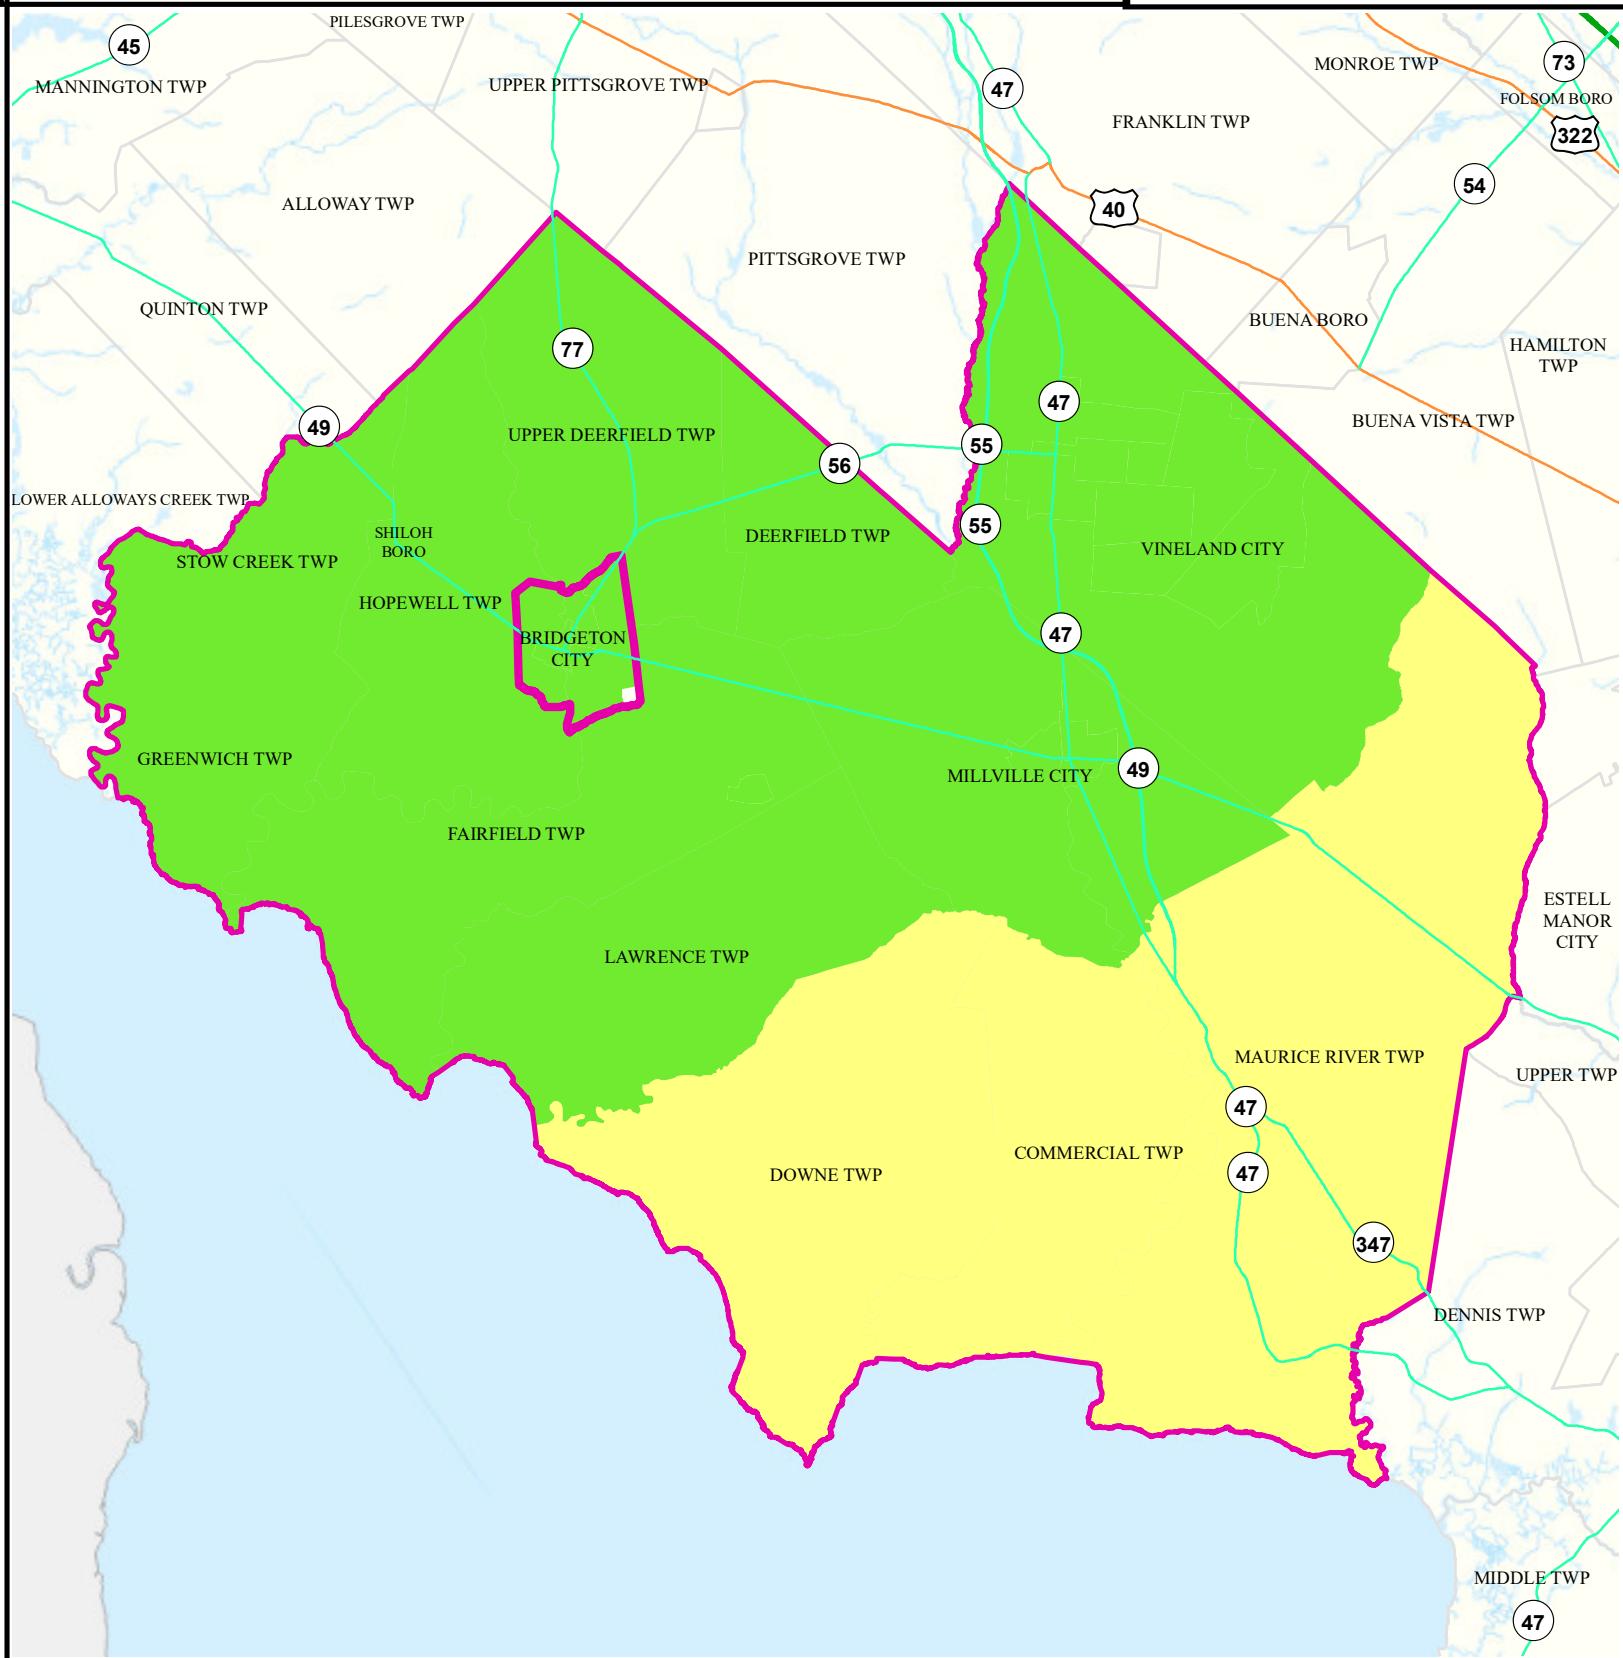 PILESGROVE TWP
45
MANNINGTON TWP
UPPER PITTSGROVE TWP
47
MONROE TWP
73
FOLSOM BORO
322
FRANKLIN TWP
54
40
ALLOWAY TWP
PITTSGROVE TWP
QUINTON TWP
BUENA BORO
HAMILTON
TWP
77
47
49
UPPER DEERFIELD TWP
56
55
BUENA VISTA TWP
LOWER ALLOWAYS CREEK TWP
55
SHILOH
BORO
DEERFIELD TWP
VINELAND CITY
STOW CREEK TWP
HOPEWELL TWP
BRIDGETON
CITY
47
GREENWICH TWP
MILLVILLE CITY
49
FAIRFIELD TWP
ESTELL
MANOR
CITY
LAWRENCE TWP
MAURICE RIVER TWP
UPPER TWP
47
COMMERCIAL TWP
DOWNE TWP
47
347
DENNIS TWP
MIDDLE TWP
47